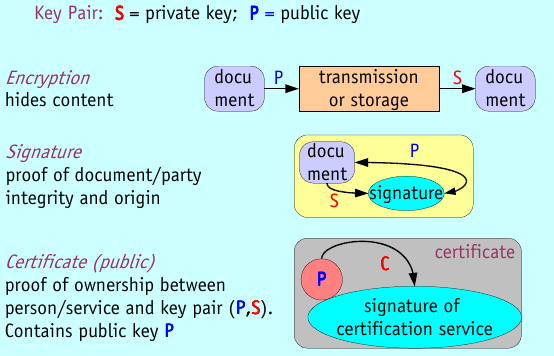 Key Pair: S = private key; P = public key
Encryption
hides content
docu
ment
P
transmission
or storage
S
docu
ment
Signature
proof of document/party
integrity and origin
docu
ment
P
S
signature
Certificate (public)
proof of ownership between
person/service and key pair (P,S).
Contains public key P
certificate
P
C
signature of
certification service